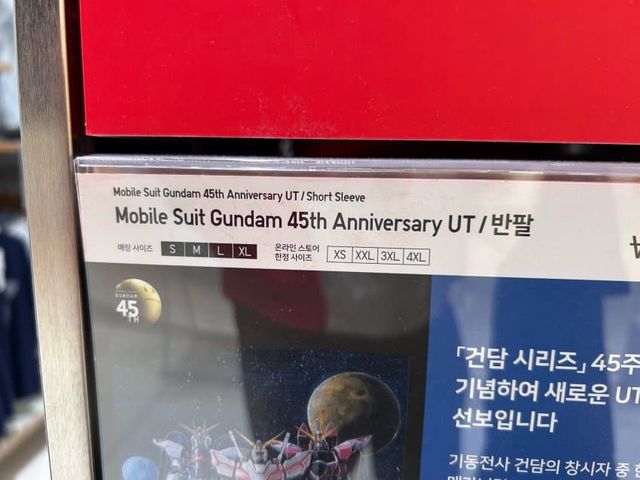 Mobile Suit Gundam 45th Anniversary UT / Short Sleeve
Mobile Suit Gundam 45th Anniversary UT / 반팔
매장 사이즈 S M L XL 온라인 스토어
한정 사이즈 XS XXL 3XL 4XL
GUNDAM
45
TH
「건담 시리즈」 45주
기념하여 새로운 UT
선보입니다
기동전사 건담의 창시자 중